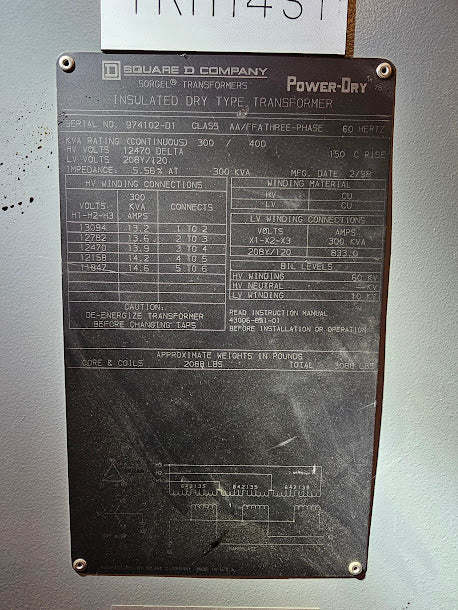 SQUARE D COMPANY
SORGEL® TRANSFORMERS
POWER-DRY
INSULATED DRY TYPE TRANSFORMER
SERIAL NO. 974102-01 CLASS AA/FFA THREE-PHASE 60 HERTZ
KVA RATING (CONTINUOUS) 300 / 400
HV VOLTS 12470 DELTA 150 C RISE
LV VOLTS 208Y/120
IMPEDANCE: 5.58% AT 300 KVA MFG. DATE 2/98
HV WINDING CONNECTIONS
VOLTS H1-H2-H3 300 KVA AMPS CONNECTS
13094 13.2 1 TO 2
12782 13.6 2 TO 3
12470 13.9 3 TO 4
12158 14.2 4 TO 5
11847 14.6 5 TO 6
CAUTION:
DE-ENERGIZE TRANSFORMER
BEFORE CHANGING TAPS
WINDING MATERIAL
HV CU
LV CU
LV WINDING CONNECTIONS
VOLTS AMPS
X1-X2-X3 300 KVA
208Y/120 833.0
BIL LEVELS
HV WINDING 60 KV
HV NEUTRAL KV
LV WINDING 10 KV
READ INSTRUCTION MANUAL
43006-851-01
BEFORE INSTALLATION OR OPERATION
APPROXIMATE WEIGHTS IN POUNDS
CORE & COILS 2088 LBS TOTAL 3088 LBS
642135 642135 642135